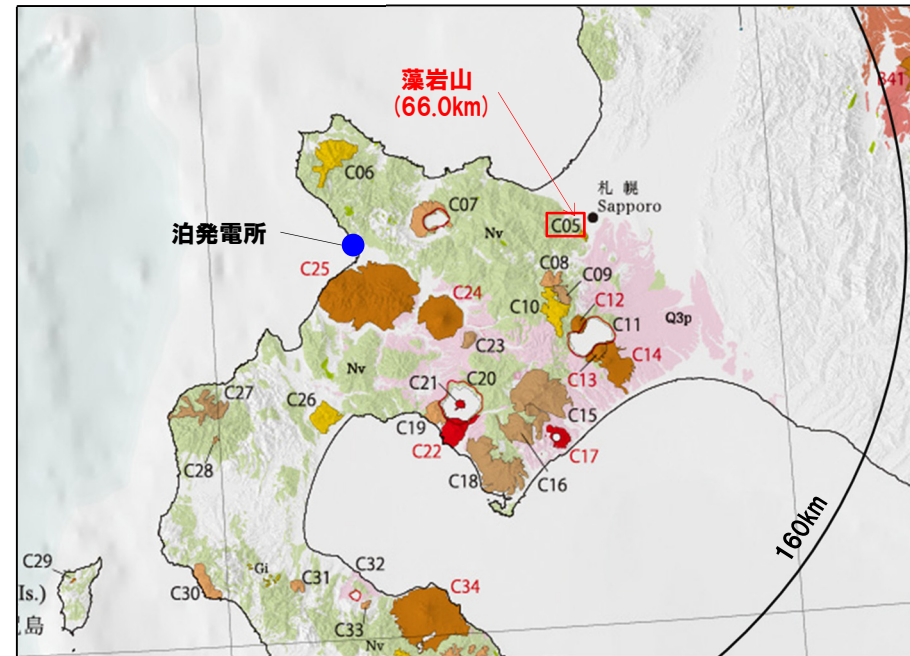 藻岩山
(66.0km)
341
札 幌
Sapporo
C05
C06
C07
Nv
泊発電所
C25
C08
C09
C24
C10
C12
C11
Q3p
C23
C14
C13
Nv
C21
C20
C27
C26
C15
C19
C22
C17
C28
C18
C16
160km
C29
C32
Gi
C31
C34
C30
Is.)
島
C33
Nv